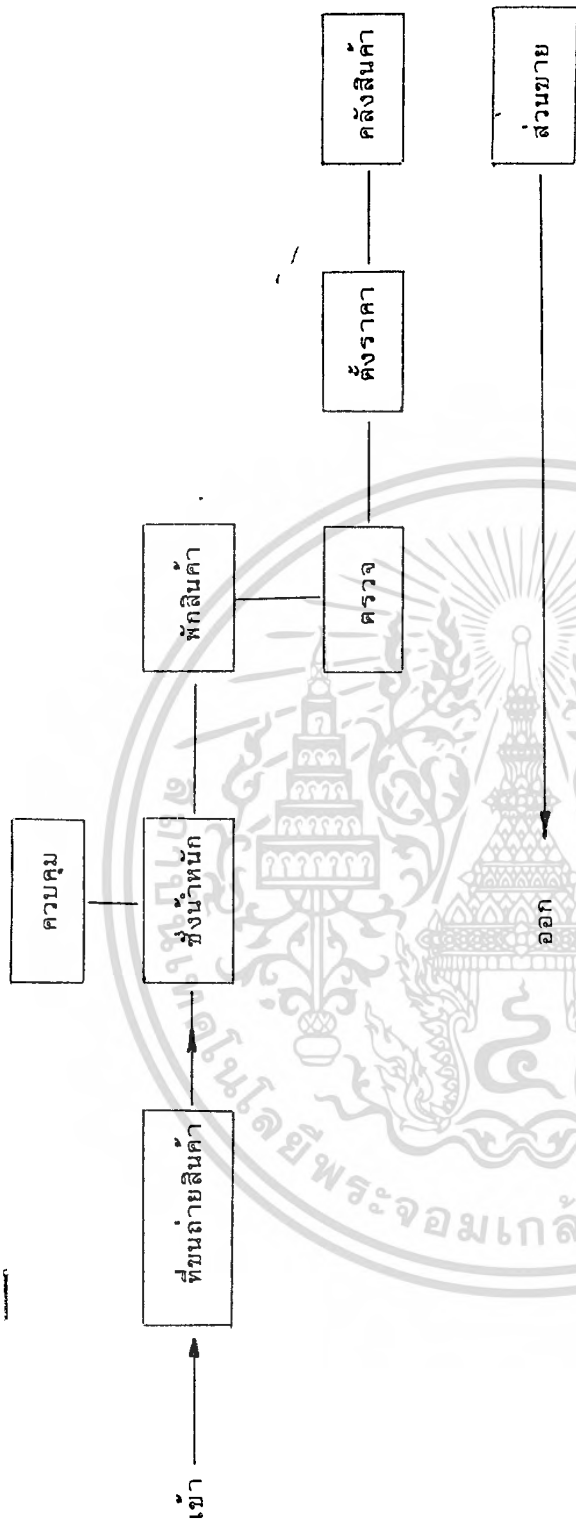 เข้า
ที่ขนถ่ายสินค้า
ชั่งน้ำหนัก
ควบคุม
พักสินค้า
ตรวจ
ตั้งราคา
คลังสินค้า
ส่วนขาย
ออก